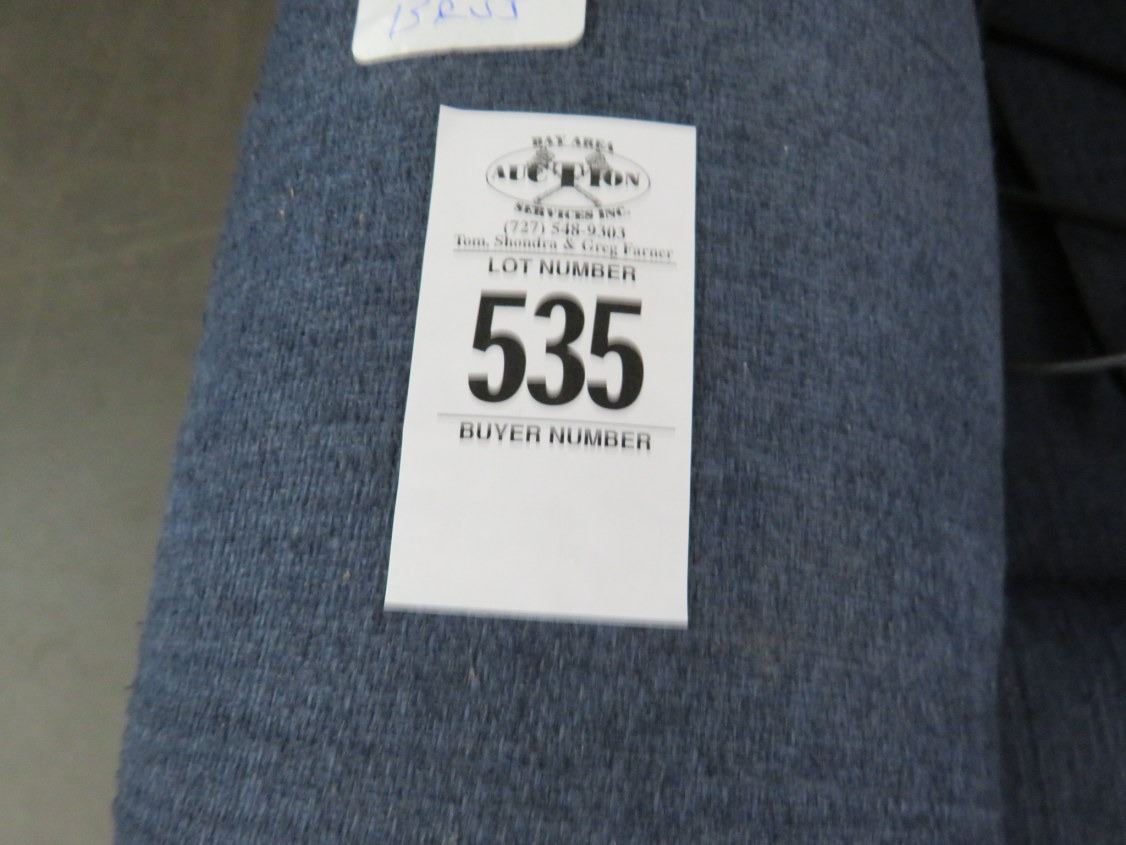 BAY AREA
AUCTION
SERVICES INC.
(727) 548-9303
Tom, Shondra & Greg Farner
LOT NUMBER
535
BUYER NUMBER